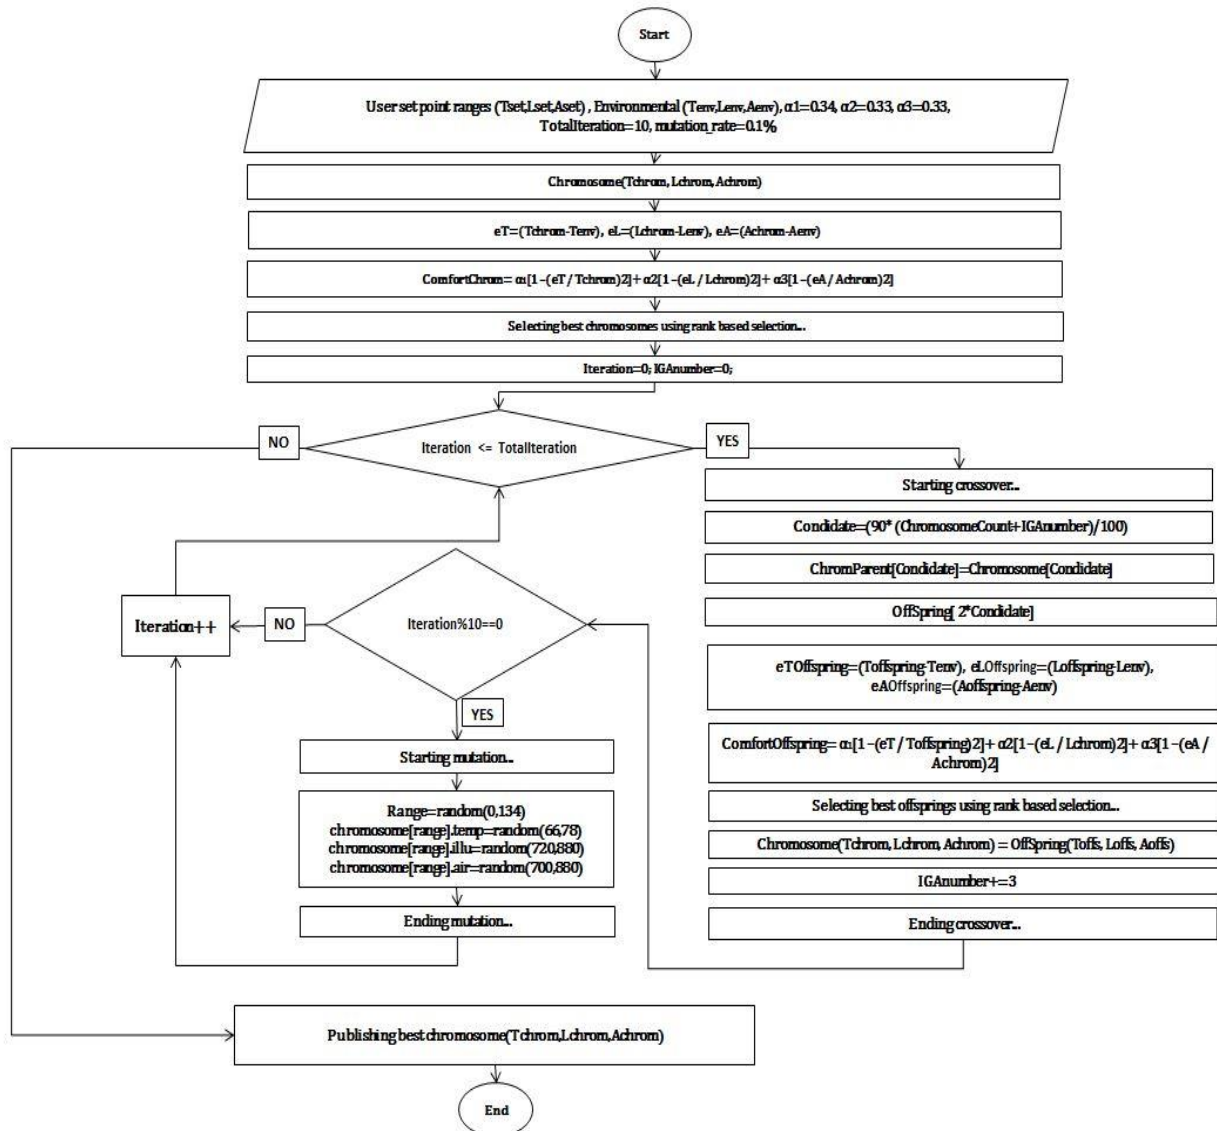 Start
User set point ranges (Tset,Lset,Aset) , Environmental (Tenv,Lenv,Aenv), α1=0.34, α2=0.33, α3=0.33,
TotalIteration=10, mutation_rate=0.1%
Chromosome(Tchrom, Lchrom, Achrom)
eT=(Tchrom-Tenv), eL=(Lchrom-Lenv), eA=(Achrom-Aenv)
ComfortChrom= α1[1-(eT / Tchrom)2]+ α2[1-(eL / Lchrom)2]+ α3[1-(eA / Achrom)2]
Selecting best chromosomes using rank based selection...
Iteration=0; IGAnumber=0;
Iteration <= TotalIteration
NO
YES
Starting crossover...
Condidate=(90* (ChromosomeCount+IGAnumber)/100)
ChromParent[Condidate]=Chromosome[Condidate]
OffSpring[ 2*Condidate]
eTOffspring=(Toffspring-Tenv), eLOffspring=(Loffspring-Lenv),
eAOffspring=(Aoffspring-Aenv)
ComfortOffspring= α1[1-(eT / Toffspring)2]+ α2[1-(eL / Lchrom)2]+ α3[1-(eA /
Achrom)2]
Selecting best offsprings using rank based selection...
Chromosome(Tchrom, Lchrom, Achrom) = OffSpring(Toffs, Loffs, Aoffs)
IGAnumber+=3
Ending crossover...
Iteration%10==0
NO
Iteration++
YES
Starting mutation...
Range=random(0,134)
chromosome[range].temp=random(66,78)
chromosome[range].illu=random(720,880)
chromosome[range].air=random(700,880)
Ending mutation...
Publishing best chromosome(Tchrom,Lchrom,Achrom)
End